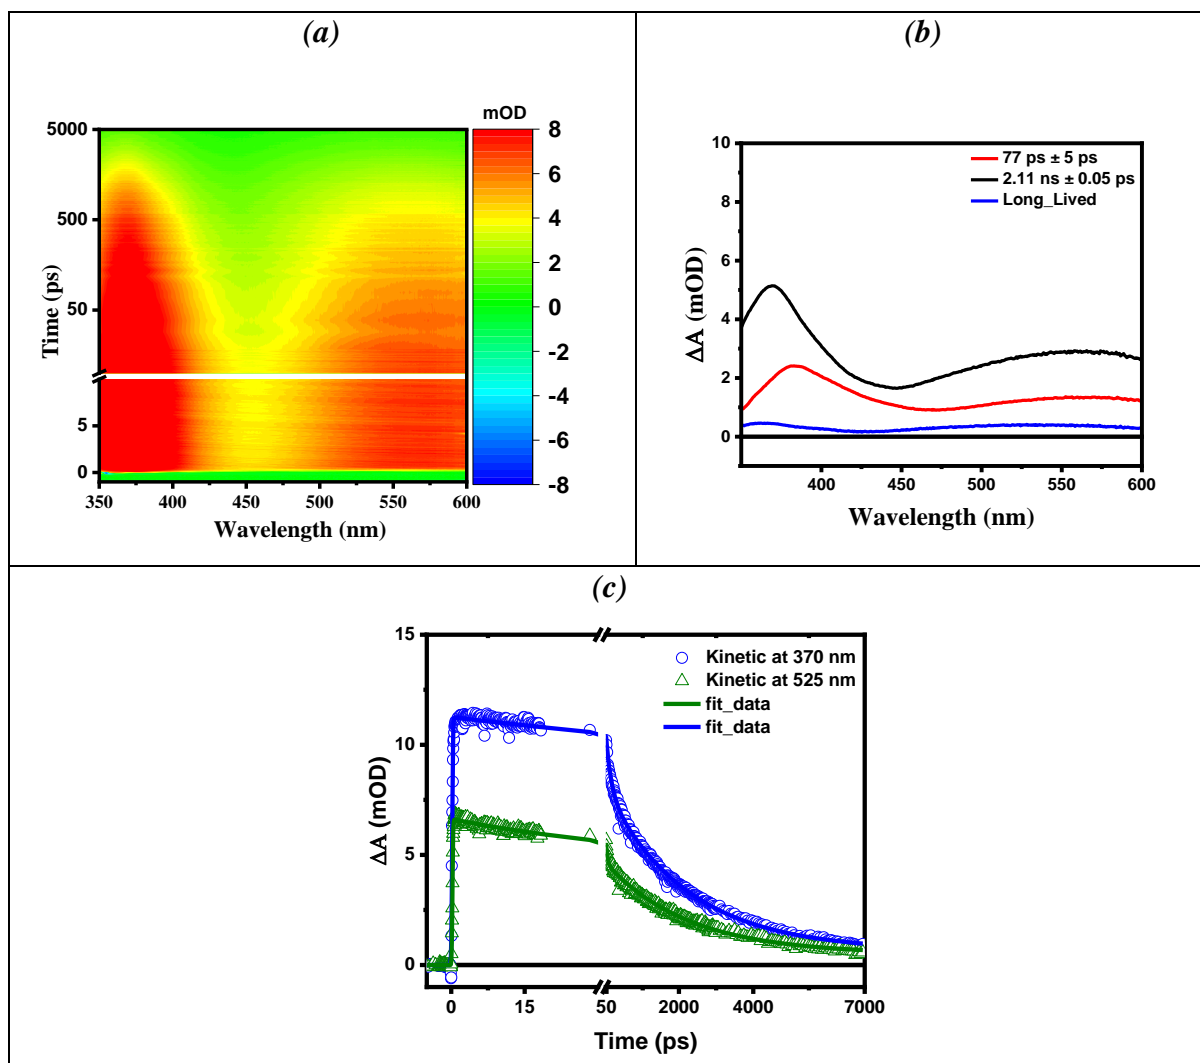 (a)
mOD
5000
500
50
5
0
Time (ps)
350
400
450
500
550
600
Wavelength (nm)
8
6
4
2
0
-2
-4
-6
-8
(b)
10
8
6
4
2
0
ΔA (mOD)
77 ps ± 5 ps
2.11 ns ± 0.05 ps
Long_Lived
400
450
500
550
600
Wavelength (nm)
(c)
15
10
5
0
ΔA (mOD)
Kinetic at 370 nm
Kinetic at 525 nm
fit_data
fit_data
0
15
50
2000
4000
7000
Time (ps)